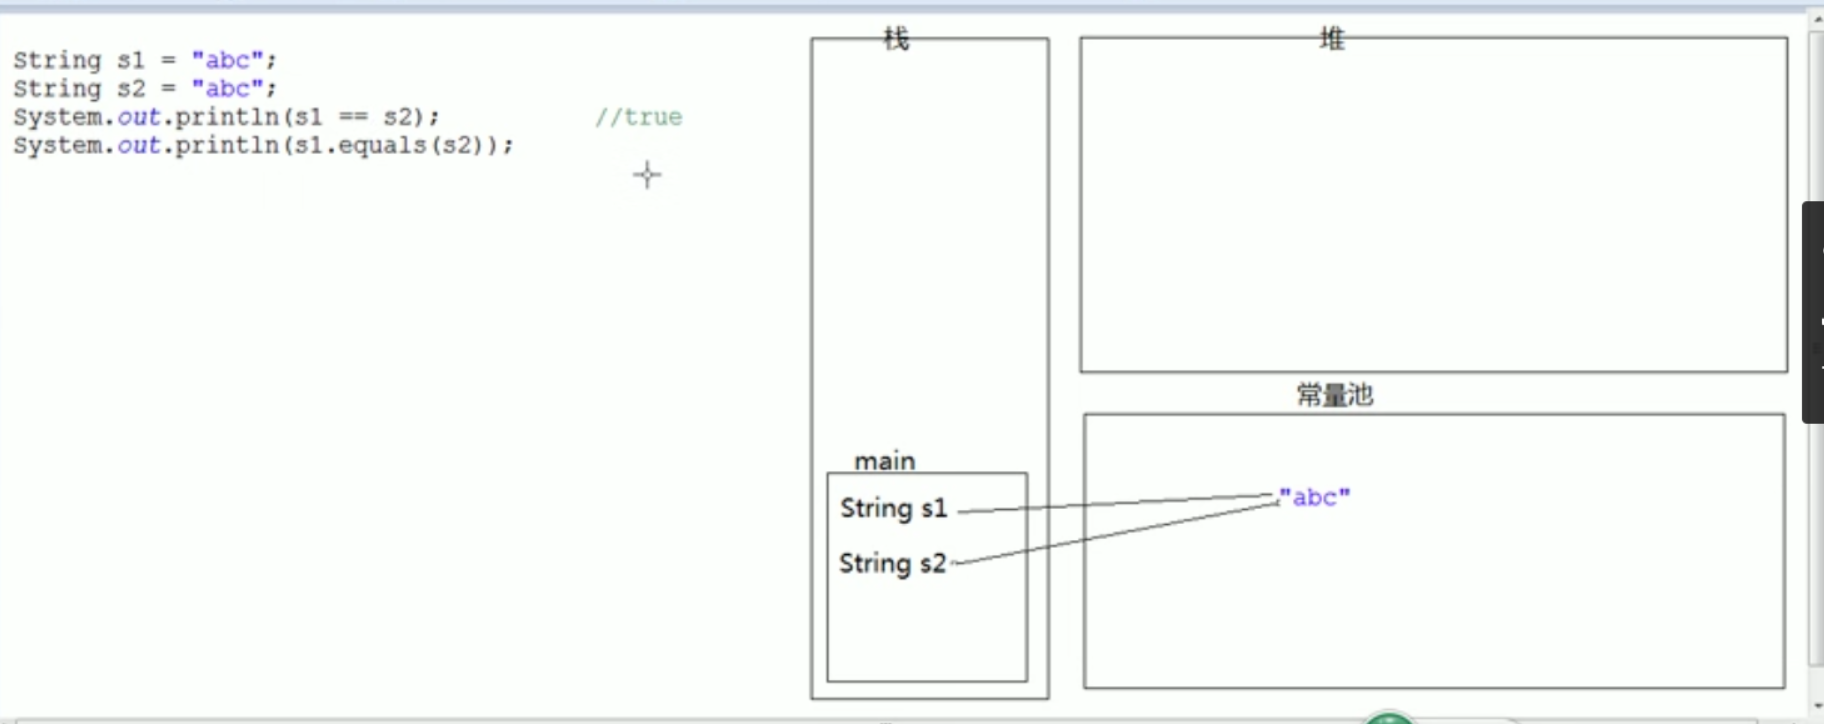 String s1 = "abc";
String s2 = "abc";
System.out.println(s1 == s2); //true
System.out.println(s1.equals(s2));
栈
堆
常量池
main
String s1
String s2
"abc"